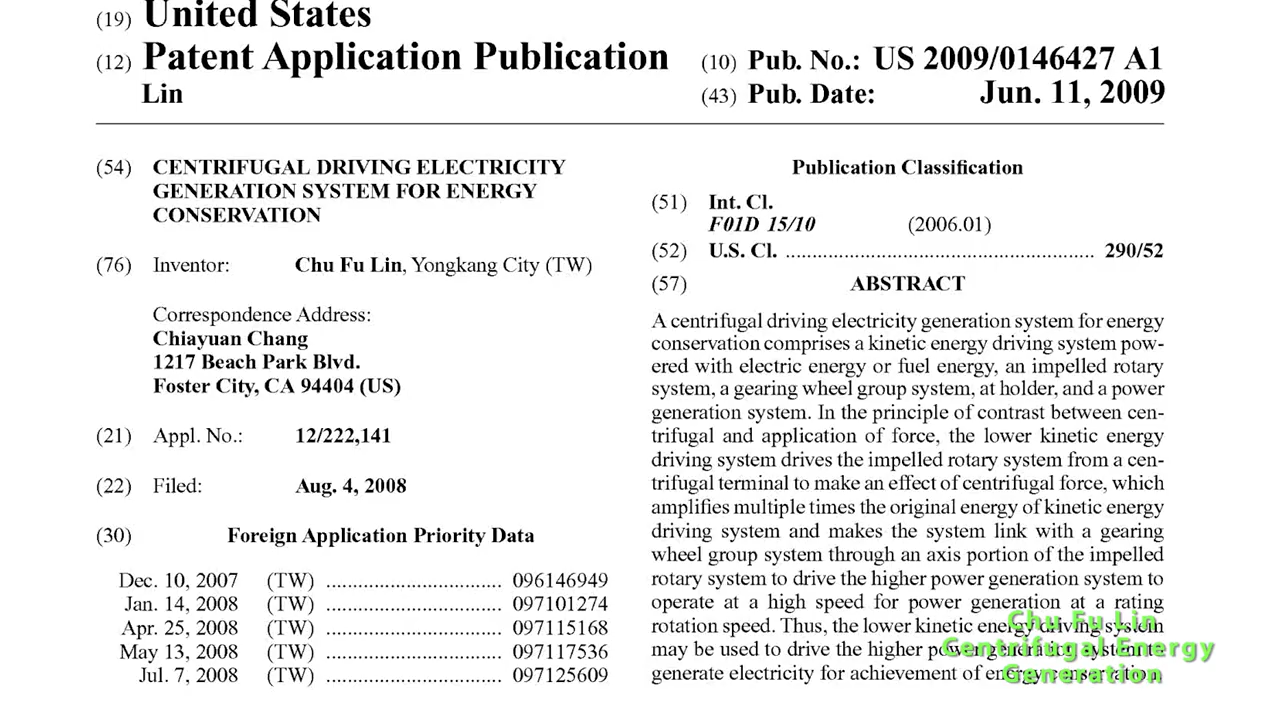 (19) United States
(12) Patent Application Publication
Lin
(10) Pub. No.: US 2009/0146427 A1
(43) Pub. Date: Jun. 11, 2009
(54) CENTRIFUGAL DRIVING ELECTRICITY
GENERATION SYSTEM FOR ENERGY
CONSERVATION
(76) Inventor: Chu Fu Lin, Yongkang City (TW)
Correspondence Address:
Chiayuan Chang
1217 Beach Park Blvd.
Foster City, CA 94404 (US)
(21) Appl. No.: 12/222,141
(22) Filed: Aug. 4, 2008
(30) Foreign Application Priority Data
Dec. 10, 2007 (TW) ................................ 096146949
Jan. 14, 2008 (TW) ................................ 097101274
Apr. 25, 2008 (TW) ................................ 097115168
May 13, 2008 (TW) ................................ 097117536
Jul. 7, 2008 (TW) ................................ 097125609
Publication Classification
(51) Int. Cl.
F01D 15/10 (2006.01)
(52) U.S. Cl. .......................................................... 290/52
(57) ABSTRACT
A centrifugal driving electricity generation system for energy
conservation comprises a kinetic energy driving system pow-
ered with electric energy or fuel energy, an impelled rotary
system, a gearing wheel group system, at holder, and a power
generation system. In the principle of contrast between cen-
trifugal and application of force, the lower kinetic energy
driving system drives the impelled rotary system from a cen-
trifugal terminal to make an effect of centrifugal force, which
amplifies multiple times the original energy of kinetic energy
driving system and makes the system link with a gearing
wheel group system through an axis portion of the impelled
rotary system to drive the higher power generation system to
operate at a high speed for power generation at a rating
rotation speed. Thus, the lower kinetic energy driving system
may be used to drive the higher power generation system to
generate electricity for achievement of energy conservation.
Chu Fu Lin
Centrifugal Energy
Generation